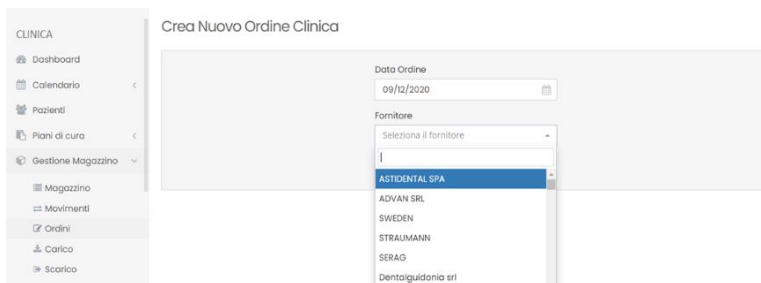 CLINICA
Dashboard
Calendario
Pazienti
Piani di cura
Gestione Magazzino
Magazzino
Movimenti
Ordini
Carico
Scarico
Crea Nuovo Ordine Clinica
Data Ordine
09/12/2020
Fornitore
Seleziona il fornitore
ASTIDENTAL SPA
ADVAN SRL
SWEDEN
STRAUMANN
SERAG
Dentalguidonia srl